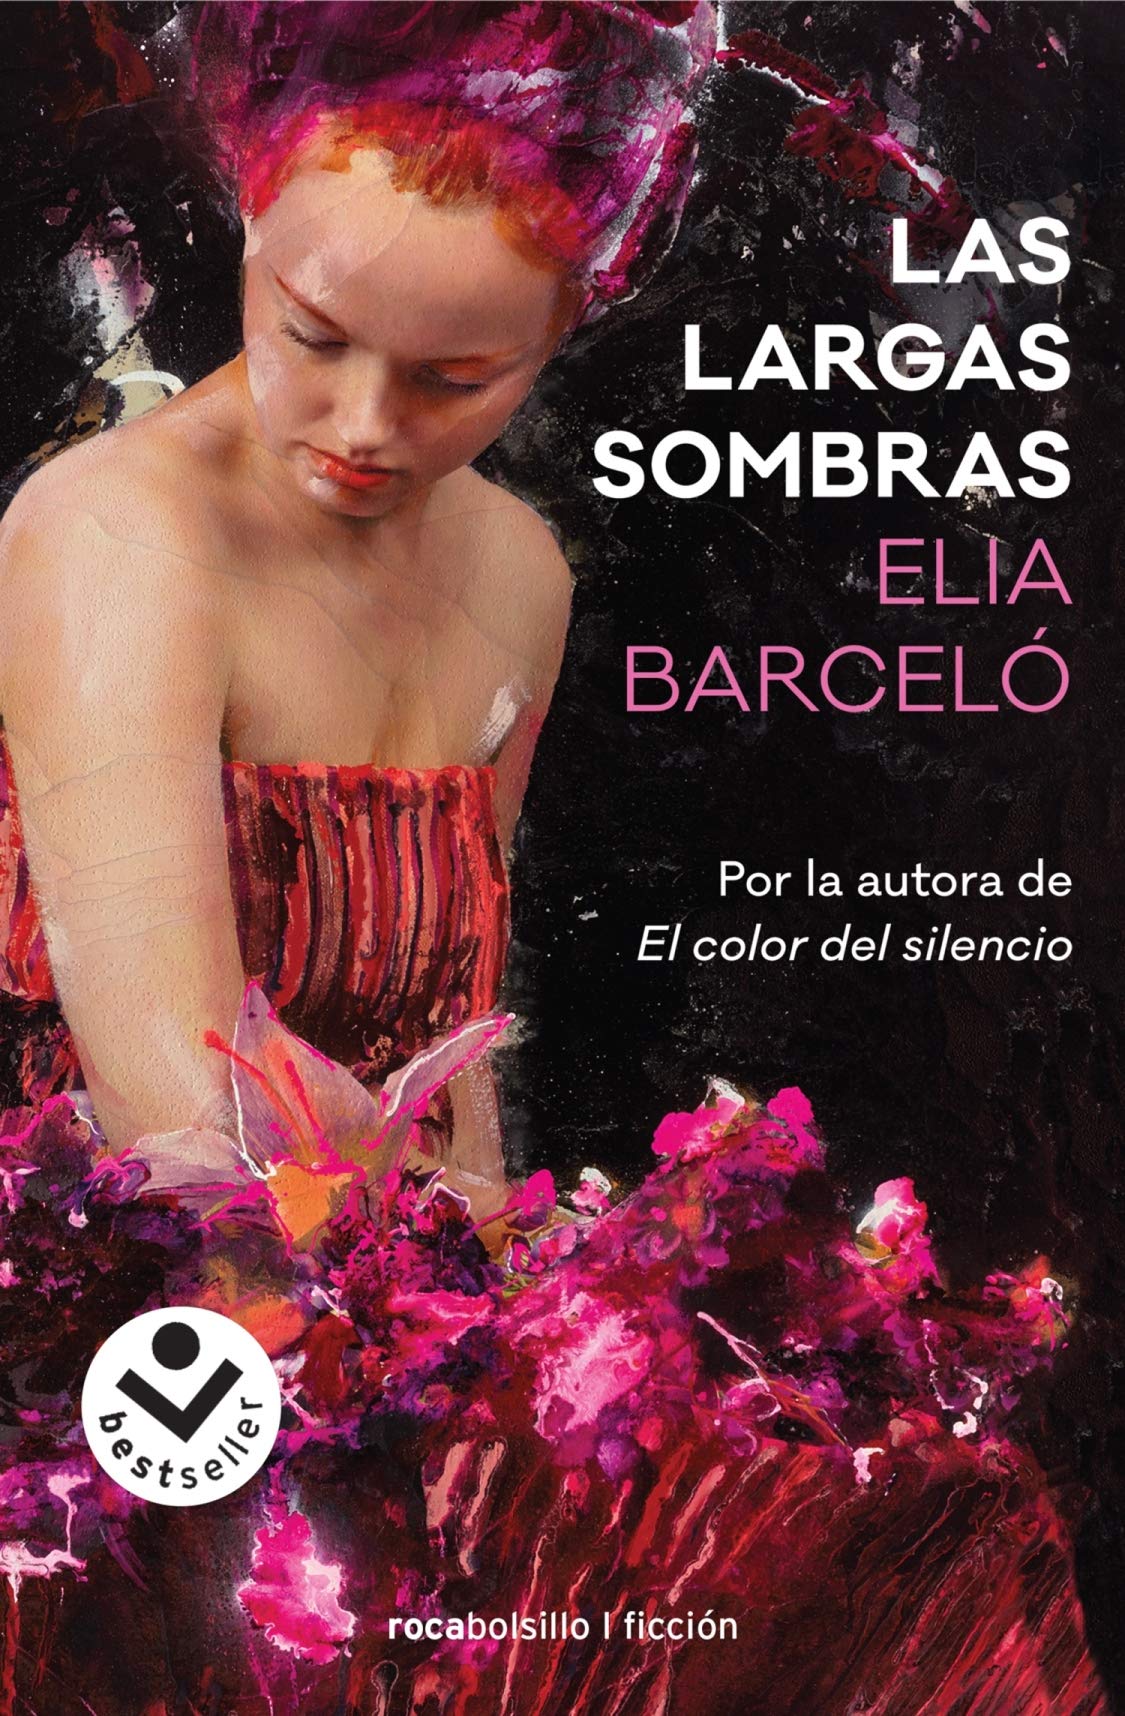 LAS
LARGAS
SOMBRAS
ELIA
BARCELÓ
Por la autora de
El color del silencio
bestseller
rocabolsillo | ficción